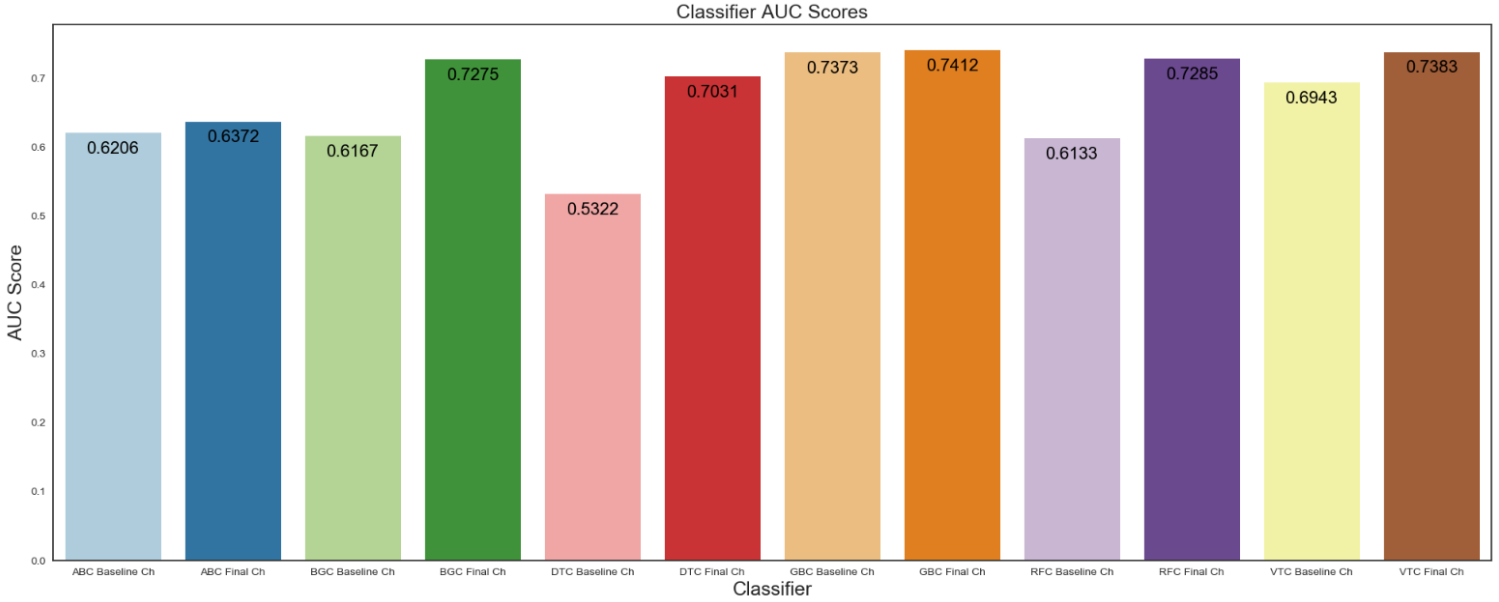 Classifier AUC Scores
AUC Score
0.7
0.6
0.5
0.4
0.3
0.2
0.1
0.0
0.6206
0.6372
0.6167
0.7275
0.5322
0.7031
0.7373
0.7412
0.6133
0.7285
0.6943
0.7383
ABC Baseline Ch
ABC Final Ch
BGC Baseline Ch
BGC Final Ch
DTC Baseline Ch
DTC Final Ch
GBC Baseline Ch
GBC Final Ch
RFC Baseline Ch
RFC Final Ch
VTC Baseline Ch
VTC Final Ch
Classifier